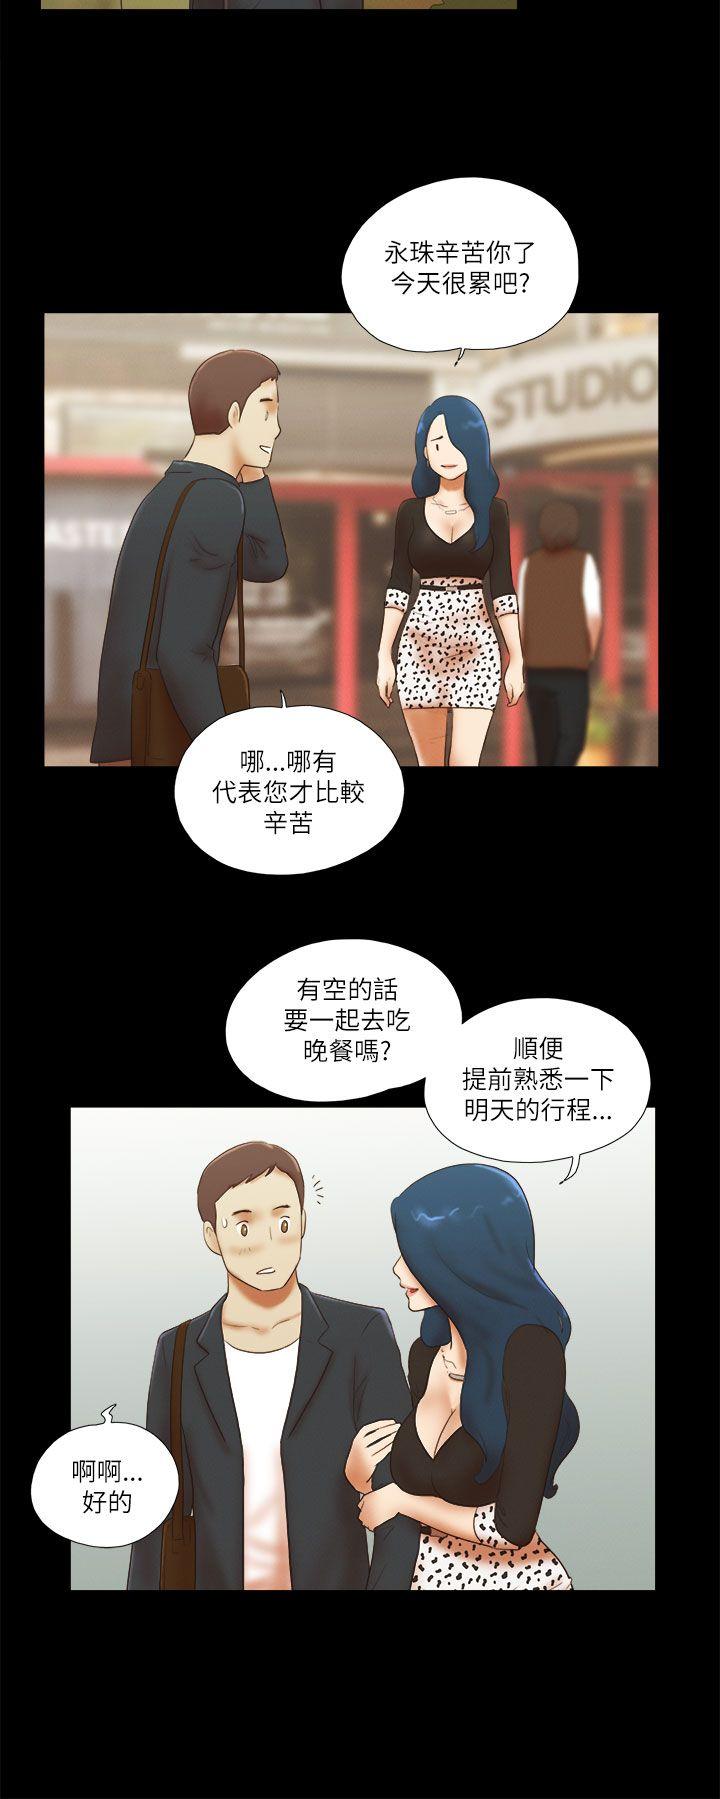 永珠辛苦你了
今天很累吧?
STUDIO
ASTE
哪...哪有
代表您才比較
辛苦
有空的話
要一起去吃
晚餐嗎?
順便
提前熟悉一下
明天的行程...
啊啊...
好的